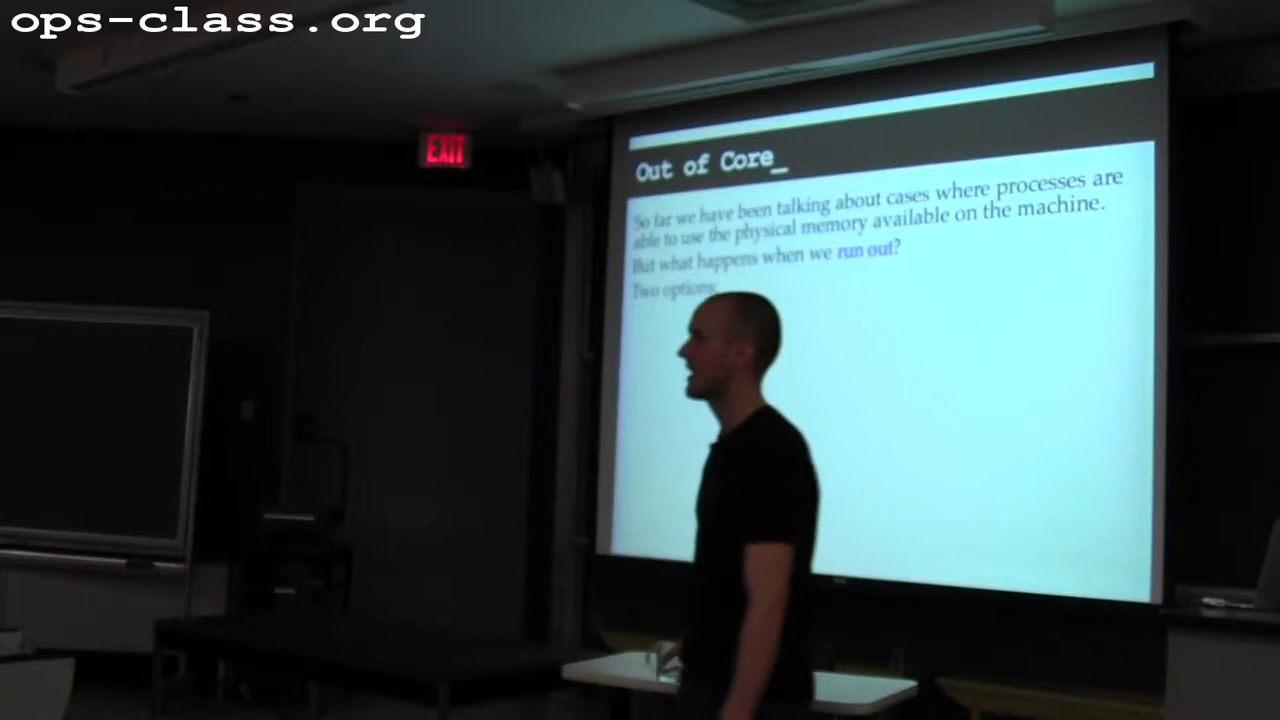 ops-class.org
EXIT
Out of Core_
So far we have been talking about cases where processes are
able to use the physical memory available on the machine.
But what happens when we run out?
Two options: